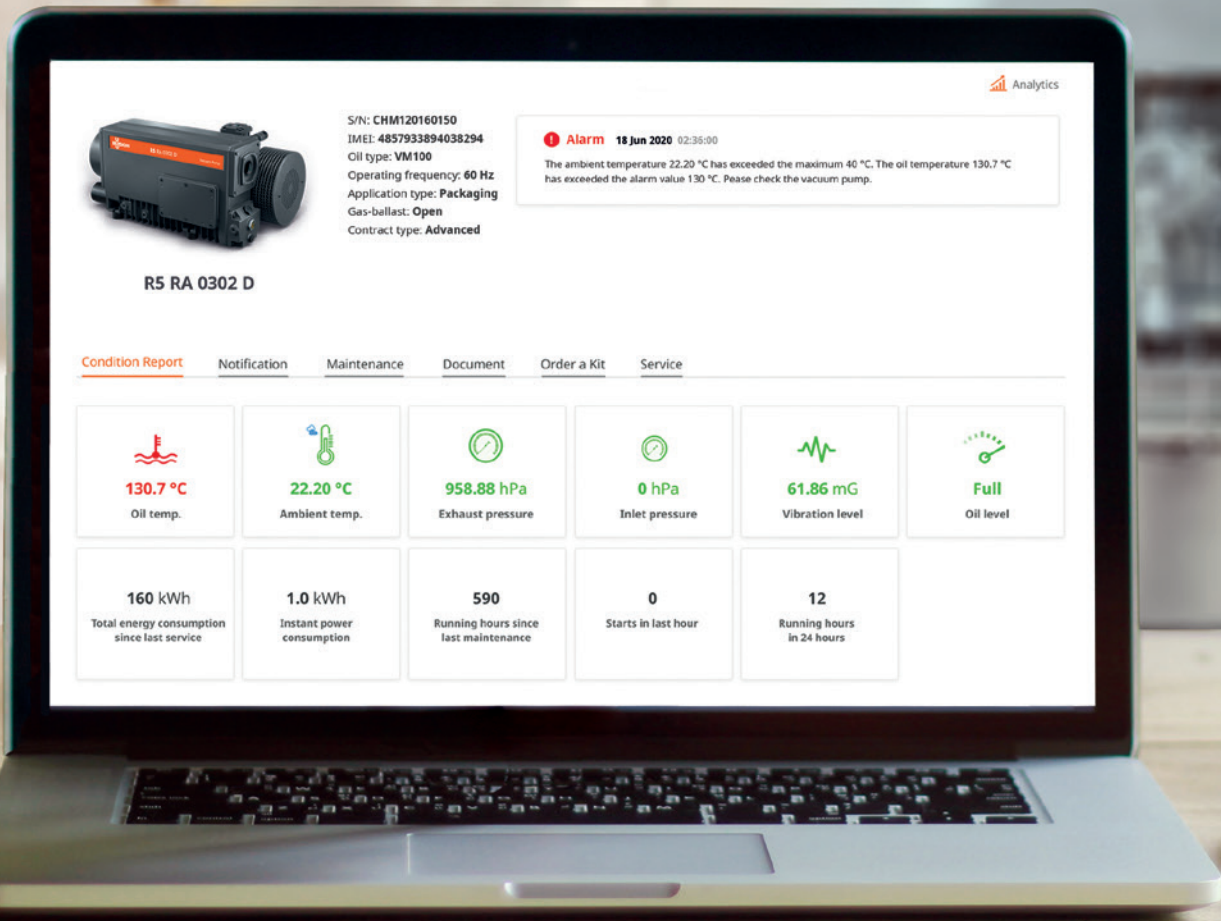 Analytics
S/N: CHM120160150
IMEI: 4857933894038294
Oil type: VM100
Operating frequency: 60 Hz
Application type: Packaging
Gas-ballast: Open
Contract type: Advanced
Alarm 18 Jun 2020 02:36:00
The ambient temperature 22.20 °C has exceeded the maximum 40 °C. The oil temperature 130.7 °C
has exceeded the alarm value 130 °C. Pease check the vacuum pump.
R5 RA 0302 D
Condition Report Notification Maintenance Document Order a Kit Service
130.7 °C 22.20 °C 958.88 hPa 0 hPa 61.86 mG Full
Oil temp. Ambient temp. Exhaust pressure Inlet pressure Vibration level Oil level
160 kWh 1.0 kWh 590 0 12
Total energy consumption Instant power Running hours since Starts in last hour Running hours
since last service consumption last maintenance in 24 hours